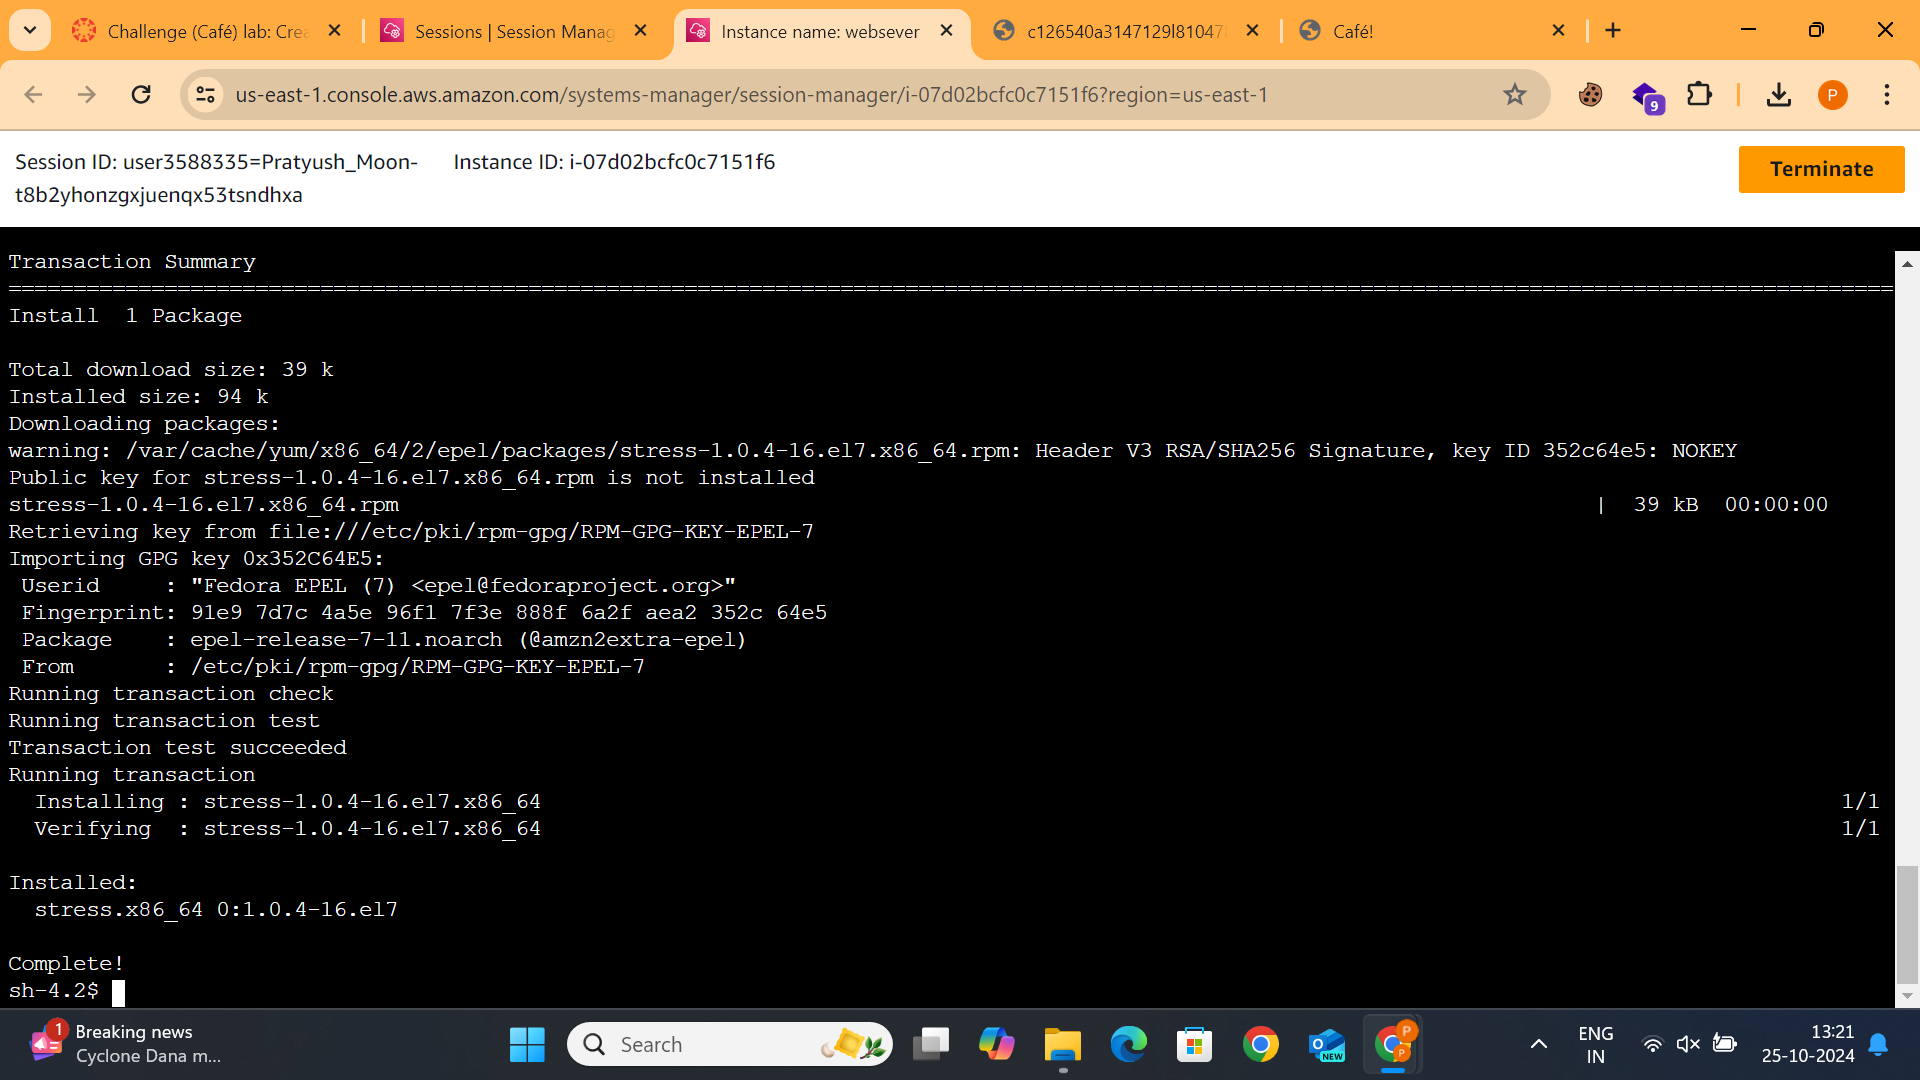 Challenge (Café) lab: Crea
Sessions | Session Manag
Instance name: websever
c126540a3147129l81047
Café!
us-east-1.console.aws.amazon.com/systems-manager/session-manager/i-07d02bcfc0c7151f6?region=us-east-1
9
P
Session ID: user3588335=Pratyush_Moon-
t8b2yhonzgxjuenqx53tsndhxa
Instance ID: i-07d02bcfc0c7151f6
Terminate
Transaction Summary
================================================================================================================================================
Install  1 Package
Total download size: 39 k
Installed size: 94 k
Downloading packages:
warning: /var/cache/yum/x86_64/2/epel/packages/stress-1.0.4-16.el7.x86_64.rpm: Header V3 RSA/SHA256 Signature, key ID 352c64e5: NOKEY
Public key for stress-1.0.4-16.el7.x86_64.rpm is not installed
stress-1.0.4-16.el7.x86_64.rpm | 39 kB 00:00:00
Retrieving key from file:///etc/pki/rpm-gpg/RPM-GPG-KEY-EPEL-7
Importing GPG key 0x352C64E5:
Userid     : "Fedora EPEL (7) <epel@fedoraproject.org>"
Fingerprint: 91e9 7d7c 4a5e 96f1 7f3e 888f 6a2f aea2 352c 64e5
Package    : epel-release-7-11.noarch (@amzn2extra-epel)
From       : /etc/pki/rpm-gpg/RPM-GPG-KEY-EPEL-7
Running transaction check
Running transaction test
Transaction test succeeded
Running transaction
Installing : stress-1.0.4-16.el7.x86_64 1/1
Verifying  : stress-1.0.4-16.el7.x86_64 1/1
Installed:
stress.x86_64 0:1.0.4-16.el7
Complete!
sh-4.2$
1
Breaking news
Cyclone Dana m...
Search
NEW
P
P
ENG
IN
13:21
25-10-2024